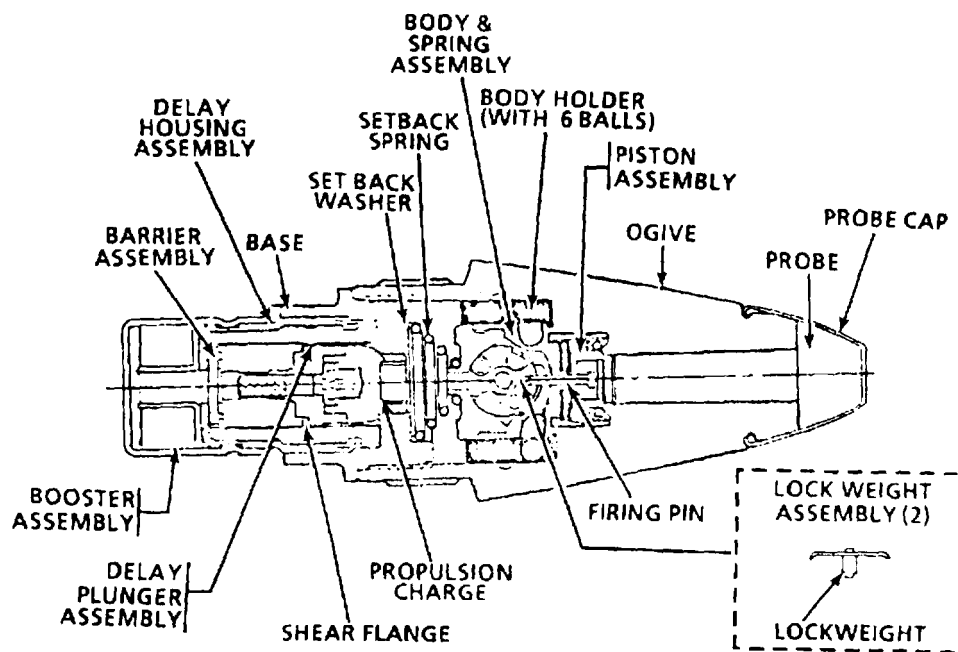 BODY &
SPRING
ASSEMBLY
DELAY
HOUSING
ASSEMBLY
SETBACK
SPRING
BODY HOLDER
(WITH 6 BALLS)
PISTON
ASSEMBLY
SET BACK
WASHER
BARRIER
ASSEMBLY
BASE
OGIVE
PROBE CAP
PROBE
BOOSTER
ASSEMBLY
DELAY
PLUNGER
ASSEMBLY
PROPULSION
CHARGE
SHEAR FLANGE
FIRING PIN
LOCK WEIGHT
ASSEMBLY (2)
LOCKWEIGHT